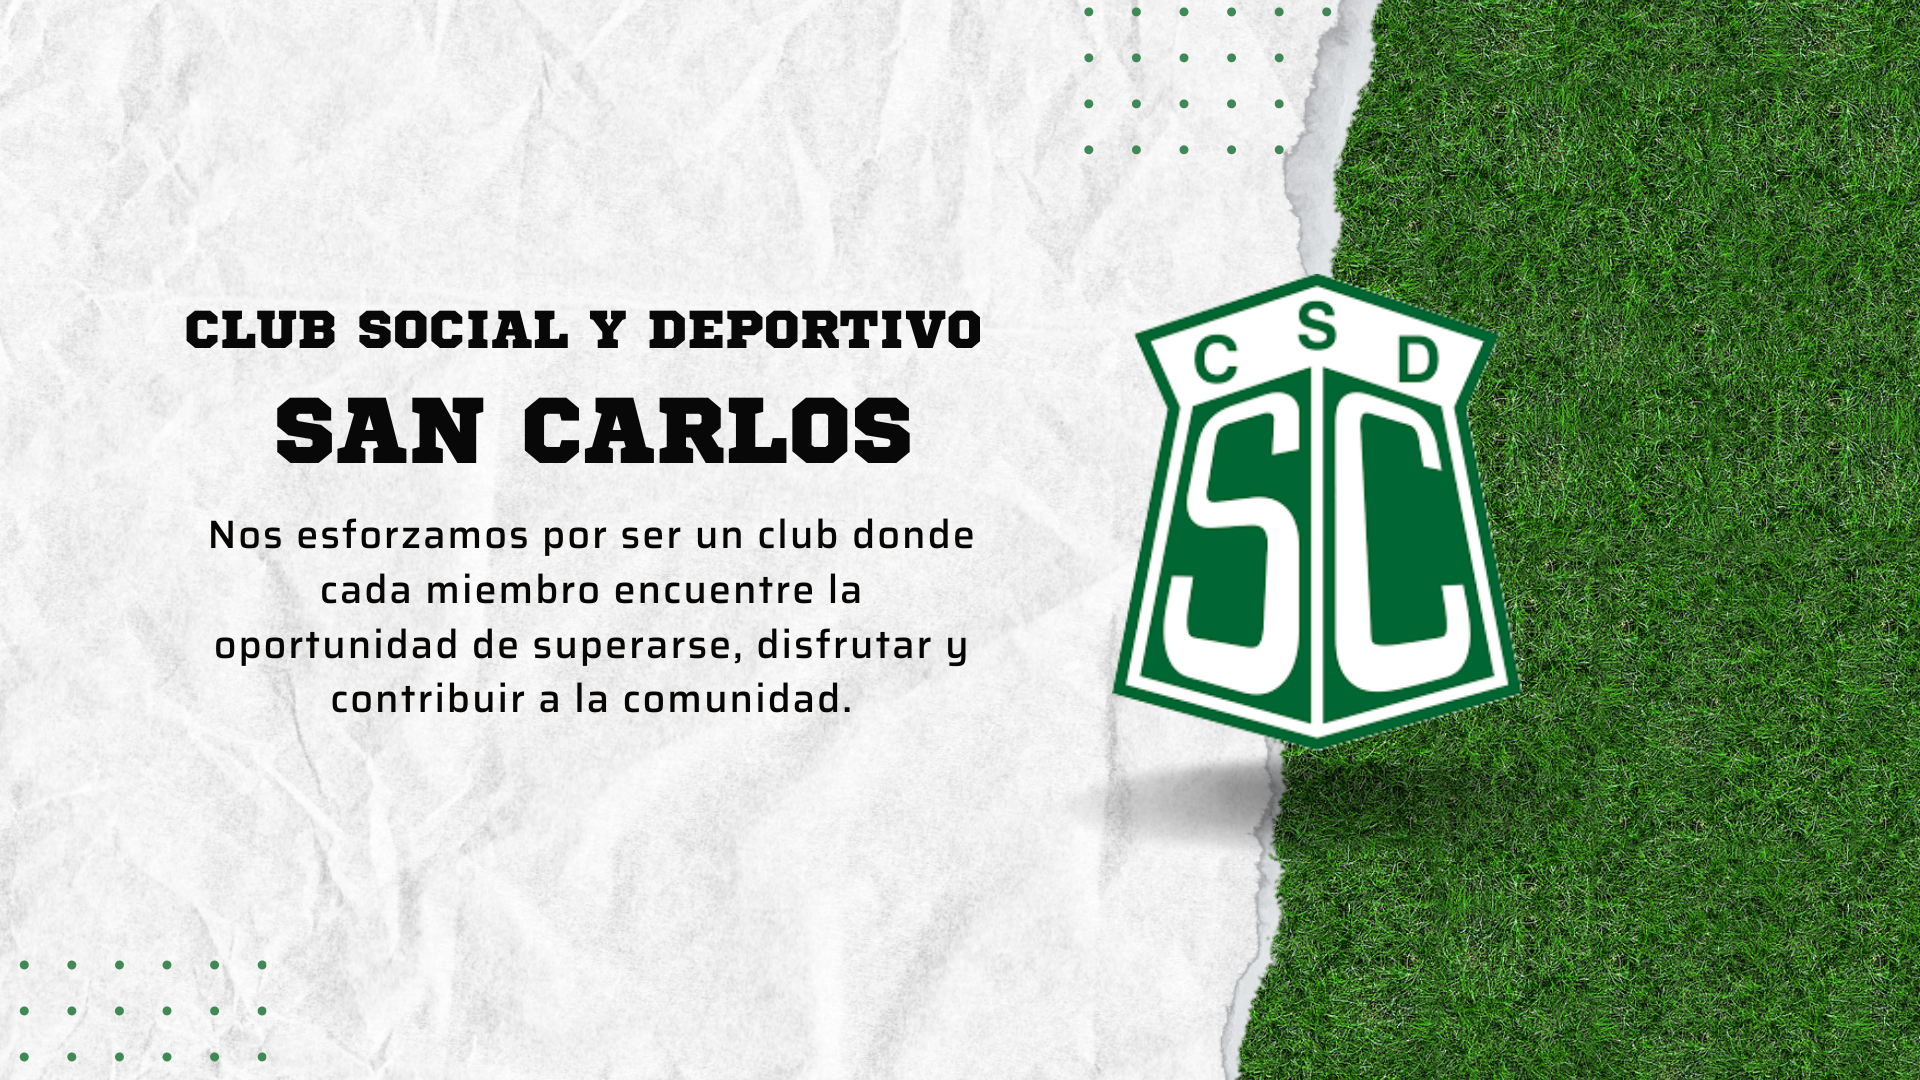 CLUB SOCIAL Y DEPORTIVO
SAN CARLOS
Nos esforzamos por ser un club donde
cada miembro encuentre la
oportunidad de superarse, disfrutar y
contribuir a la comunidad.
C S D
SC